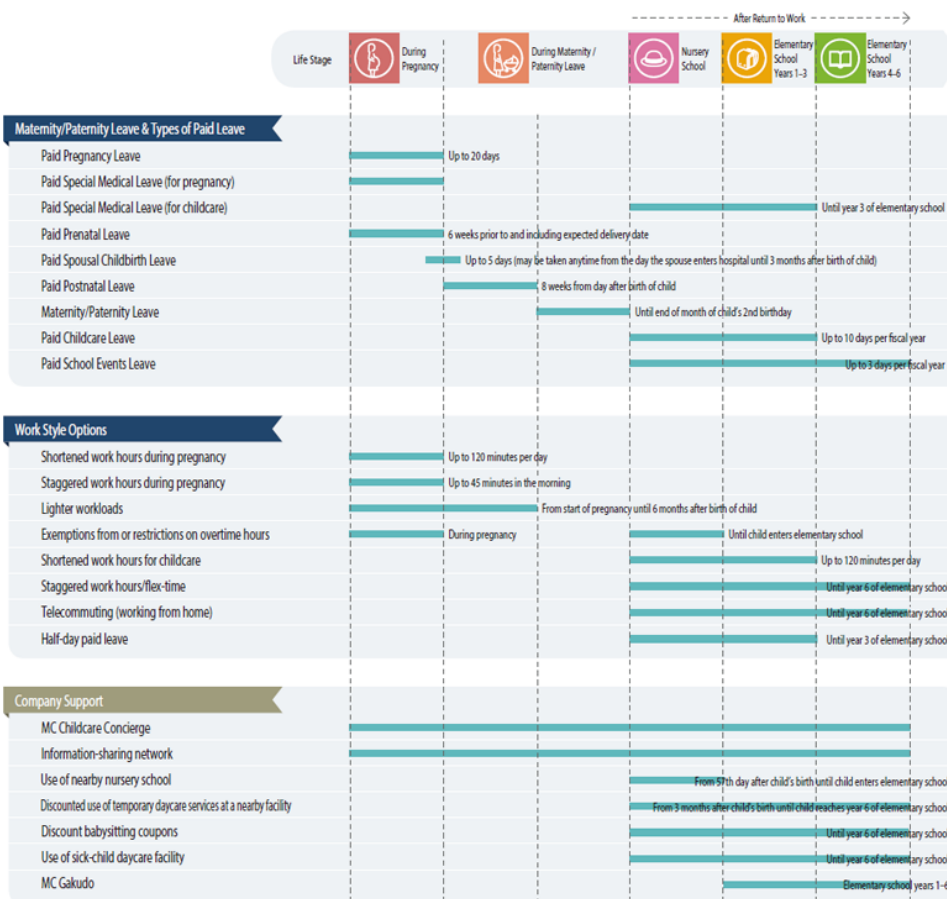 After Return to Work
Life Stage
During
Pregnancy
During Maternity /
Paternity Leave
Nursery
School
Elementary
School
Years 1–3
Elementary
School
Years 4–6
Maternity/Paternity Leave & Types of Paid Leave
Paid Pregnancy Leave Up to 20 days
Paid Special Medical Leave (for pregnancy)
Paid Special Medical Leave (for childcare) Until year 3 of elementary school
Paid Prenatal Leave 6 weeks prior to and including expected delivery date
Paid Spousal Childbirth Leave Up to 5 days (may be taken anytime from the day the spouse enters hospital until 3 months after birth of child)
Paid Postnatal Leave 8 weeks from day after birth of child
Maternity/Paternity Leave Until end of month of child's 2nd birthday
Paid Childcare Leave Up to 10 days per fiscal year
Paid School Events Leave Up to 3 days per fiscal year
Work Style Options
Shortened work hours during pregnancy Up to 120 minutes per day
Staggered work hours during pregnancy Up to 45 minutes in the morning
Lighter workloads From start of pregnancy until 6 months after birth of child
Exemptions from or restrictions on overtime hours During pregnancy Until child enters elementary school
Shortened work hours for childcare Up to 120 minutes per day
Staggered work hours/flex-time Until year 6 of elementary schoo
Telecommuting (working from home) Until year 6 of elementary schoo
Half-day paid leave Until year 3 of elementary schoo
Company Support
MC Childcare Concierge
Information-sharing network
Use of nearby nursery school From 57th day after child's birth until child enters elementary schoo
Discounted use of temporary daycare services at a nearby facility From 3 months after child's birth until child reaches year 6 of elementary schoo
Discount babysitting coupons Until year 6 of elementary schoo
Use of sick-child daycare facility Until year 6 of elementary schoo
MC Gakudo Elementary school years 1–6